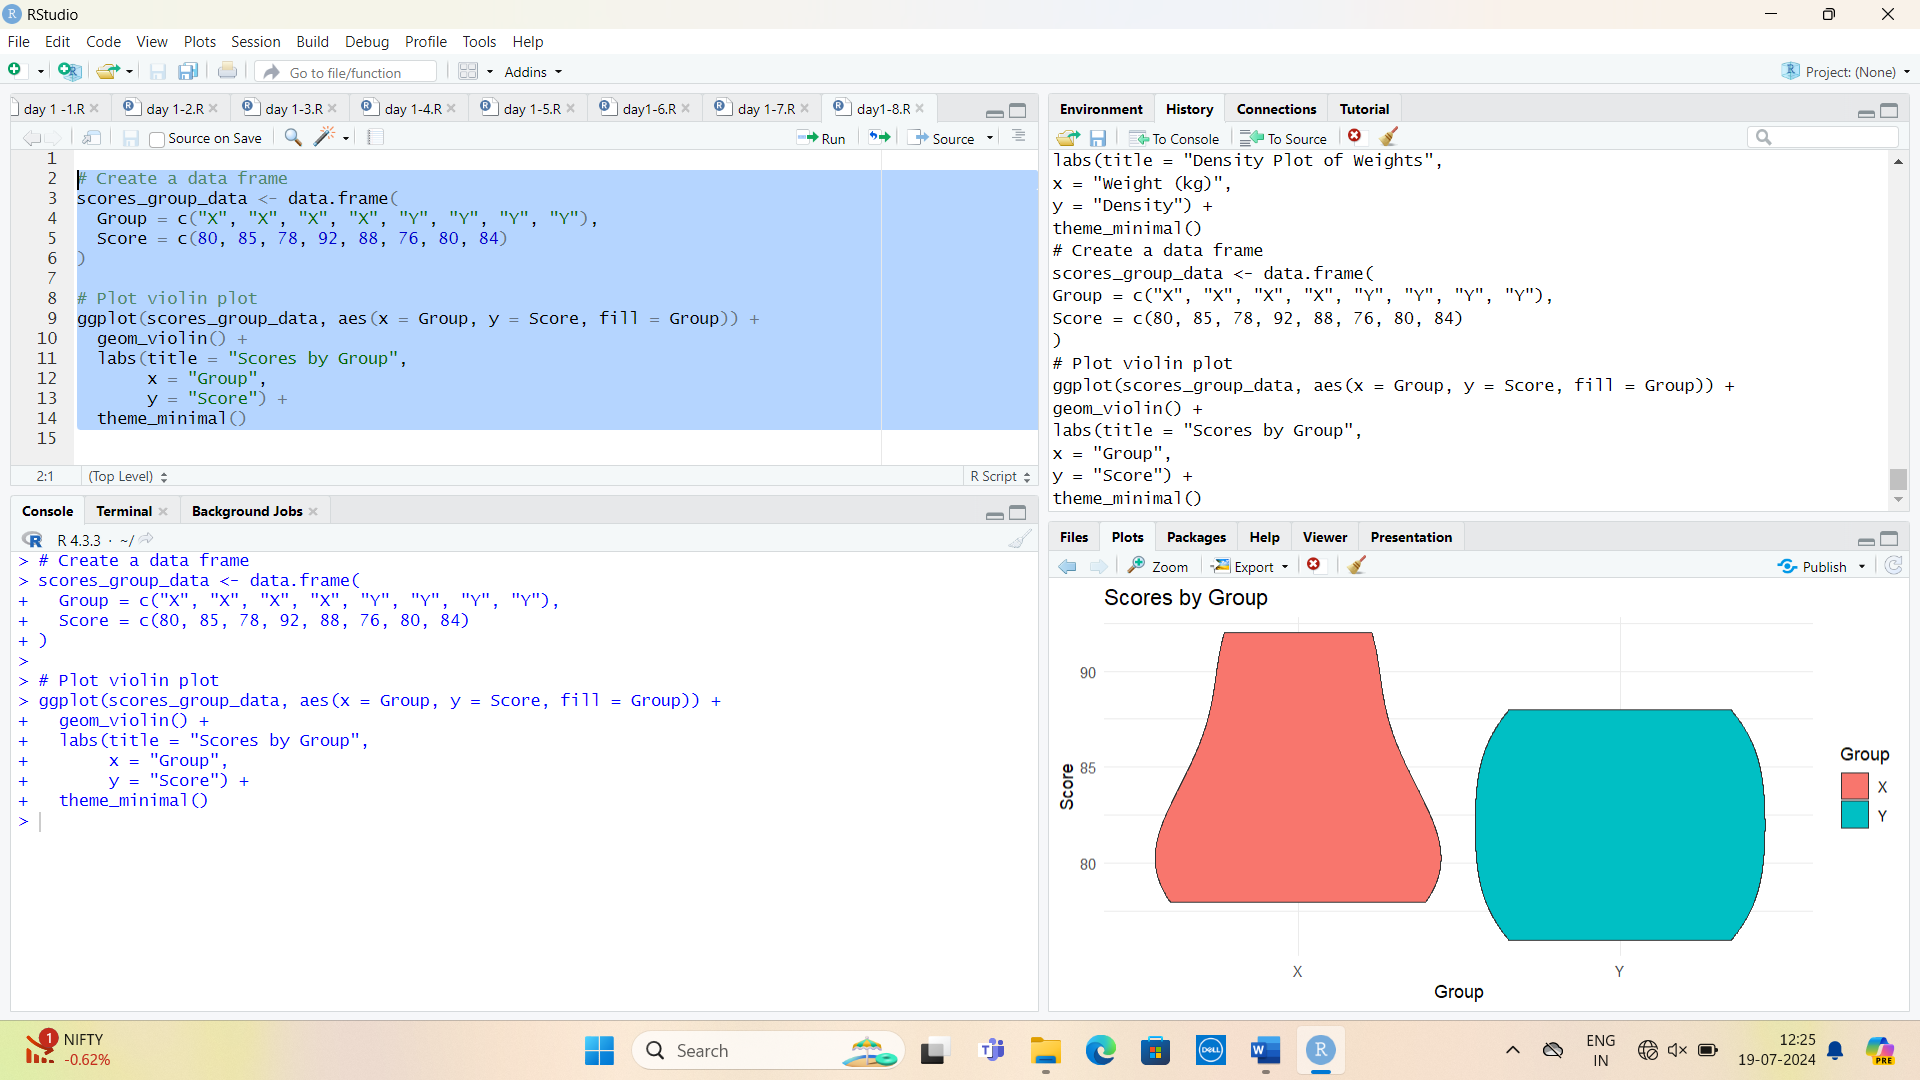 RStudio
File Edit Code View Plots Session Build Debug Profile Tools Help
Go to file/function
Addins
Project: (None)
day 1 -1.R
day 1-2.R
day 1-3.R
day 1-4.R
day 1-5.R
day1-6.R
day 1-7.R
day1-8.R
Source on Save
Run
Source
1
2 # Create a data frame
3 scores_group_data <- data.frame(
4 Group = c("X", "X", "X", "X", "Y", "Y", "Y", "Y"),
5 Score = c(80, 85, 78, 92, 88, 76, 80, 84)
6 )
7
8 # Plot violin plot
9 ggplot(scores_group_data, aes(x = Group, y = Score, fill = Group)) +
10 geom_violin() +
11 labs(title = "Scores by Group",
12 x = "Group",
13 y = "Score") +
14 theme_minimal()
15
2:1 (Top Level) R Script
Console Terminal Background Jobs
R R 4.3.3 · ~/
> # Create a data frame
> scores_group_data <- data.frame(
+ Group = c("X", "X", "X", "X", "Y", "Y", "Y", "Y"),
+ Score = c(80, 85, 78, 92, 88, 76, 80, 84)
+ )
>
> # Plot violin plot
> ggplot(scores_group_data, aes(x = Group, y = Score, fill = Group)) +
+ geom_violin() +
+ labs(title = "Scores by Group",
+ x = "Group",
+ y = "Score") +
+ theme_minimal()
>
Environment History Connections Tutorial
To Console To Source
labs(title = "Density Plot of Weights",
x = "Weight (kg)",
y = "Density") +
theme_minimal()
# Create a data frame
scores_group_data <- data.frame(
Group = c("X", "X", "X", "X", "Y", "Y", "Y", "Y"),
Score = c(80, 85, 78, 92, 88, 76, 80, 84)
)
# Plot violin plot
ggplot(scores_group_data, aes(x = Group, y = Score, fill = Group)) +
geom_violin() +
labs(title = "Scores by Group",
x = "Group",
y = "Score") +
theme_minimal()
Files Plots Packages Help Viewer Presentation
Zoom Export Publish
Scores by Group
90
85
80
Score
X Y
Group
Group
X
Y
1
NIFTY
-0.62%
Search
DELL
W
R
ENG
IN
12:25
19-07-2024
PRE